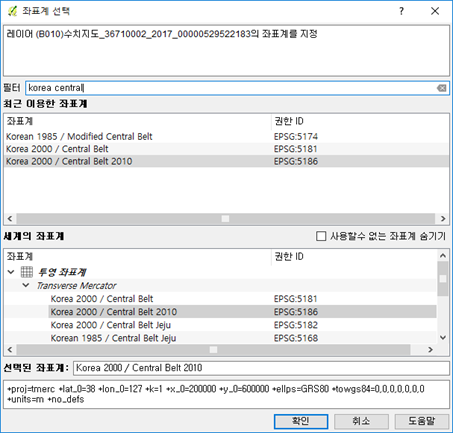 좌표계 선택
레이어 (B010)수치지도_36710002_2017_00000529522183의 좌표계를 지정
필터 korea central
최근 이용한 좌표계
좌표계 권한 ID
Korean 1985 / Modified Central Belt EPSG:5174
Korea 2000 / Central Belt EPSG:5181
Korea 2000 / Central Belt 2010 EPSG:5186
세계의 좌표계 사용할수 없는 좌표계 숨기기
좌표계 권한 ID
투영 좌표계
Transverse Mercator
Korea 2000 / Central Belt EPSG:5181
Korea 2000 / Central Belt 2010 EPSG:5186
Korea 2000 / Central Belt Jeju EPSG:5182
Korean 1985 / Central Belt Jeju EPSG:5168
선택된 좌표계: Korea 2000 / Central Belt 2010
+proj=tmerc +lat_0=38 +lon_0=127 +k=1 +x_0=200000 +y_0=600000 +ellps=GRS80 +towgs84=0,0,0,0,0,0,0
+units=m +no_defs
확인 취소 도움말